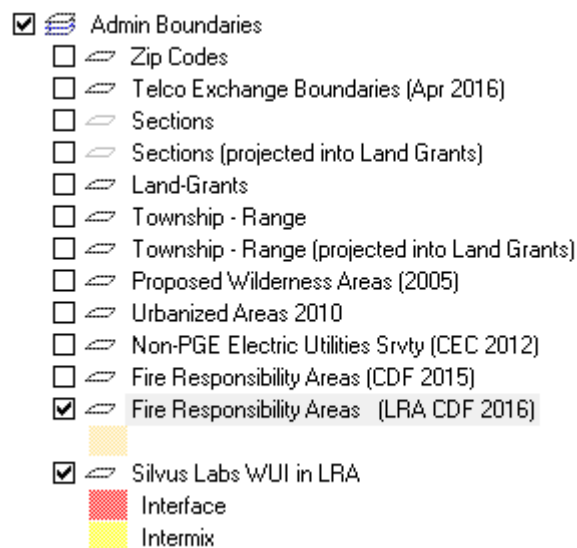 Admin Boundaries
Zip Codes
Telco Exchange Boundaries (Apr 2016)
Sections
Sections (projected into Land Grants)
Land-Grants
Township - Range
Township - Range (projected into Land Grants)
Proposed Wilderness Areas (2005)
Urbanized Areas 2010
Non-PGE Electric Utilities Srvty (CEC 2012)
Fire Responsibility Areas (CDF 2015)
Fire Responsibility Areas (LRA CDF 2016)
Silvus Labs WUI in LRA
Interface
Intermix